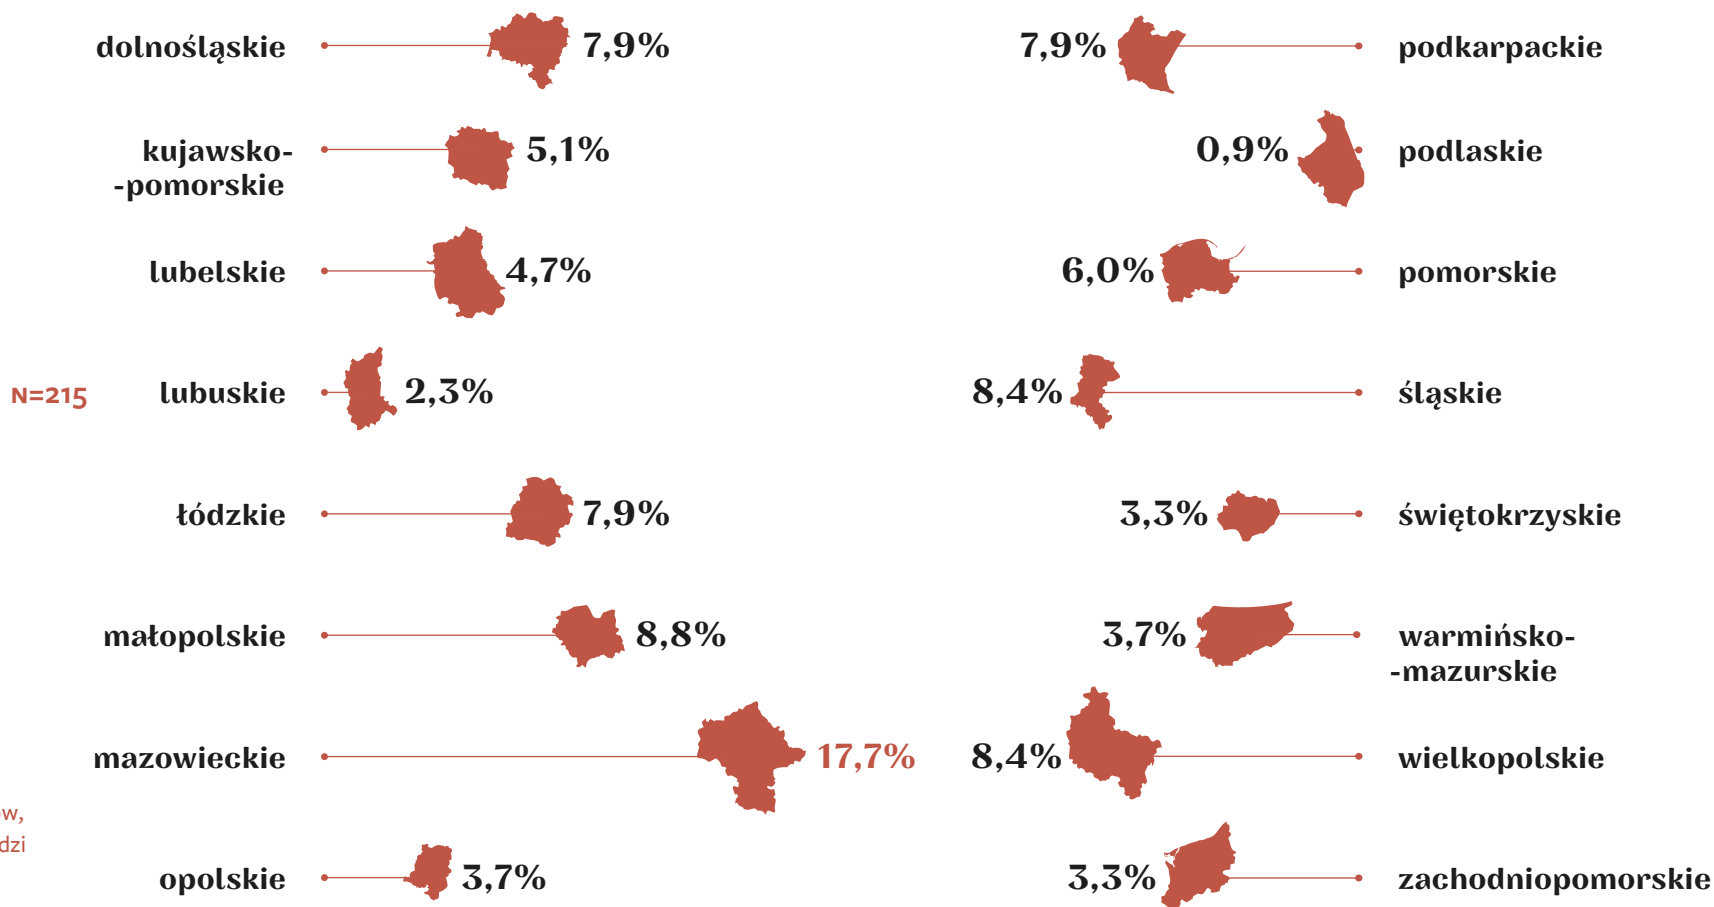 dolnośląskie 7,9%
kujawsko-
-pomorskie 5,1%
lubelskie 4,7%
N=215
lubuskie 2,3%
łódzkie 7,9%
małopolskie 8,8%
mazowieckie 17,7%
opolskie 3,7%
7,9% podkarpackie
0,9% podlaskie
6,0% pomorskie
8,4% śląskie
3,3% świętokrzyskie
3,7% warmińsko-
-mazurskie
8,4% wielkopolskie
3,3% zachodniopomorskie